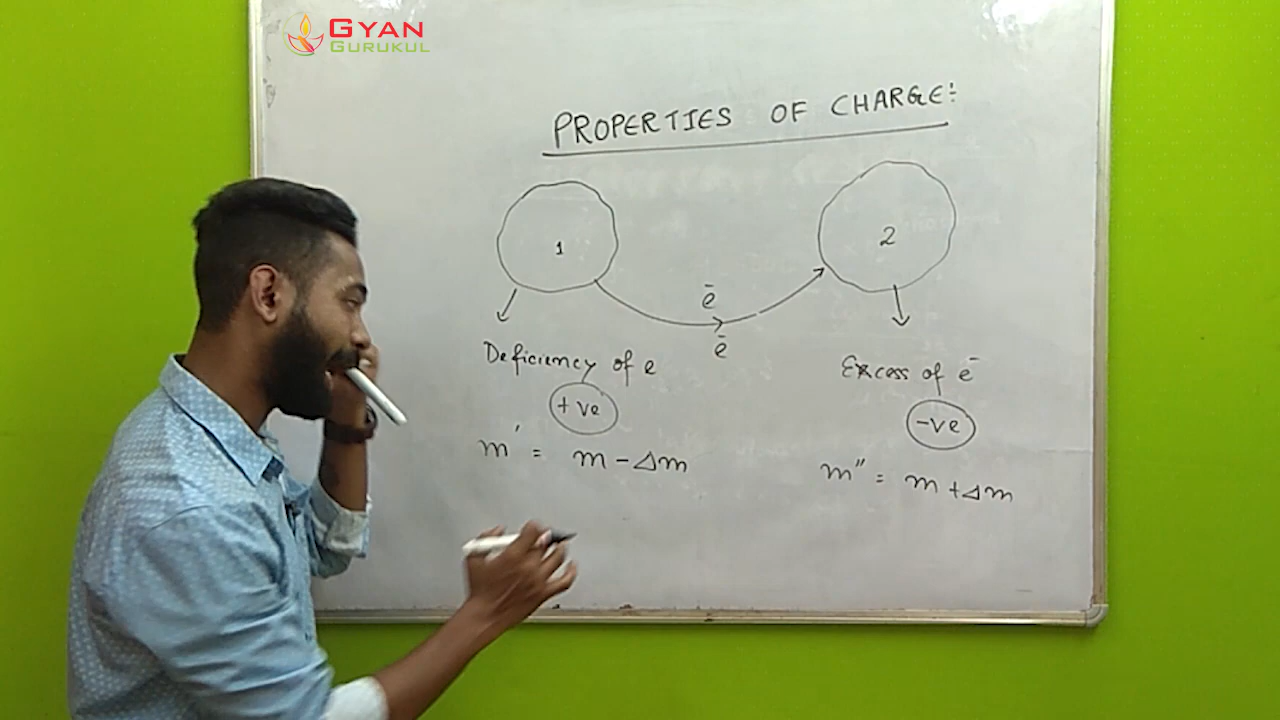 GYAN
GURUKUL
PROPERTIES OF CHARGE:-
1
2
e⁻
e⁻
Deficiency of e
Excess of e⁻
+ve
-ve
m' = m - Δm
m'' = m + Δm